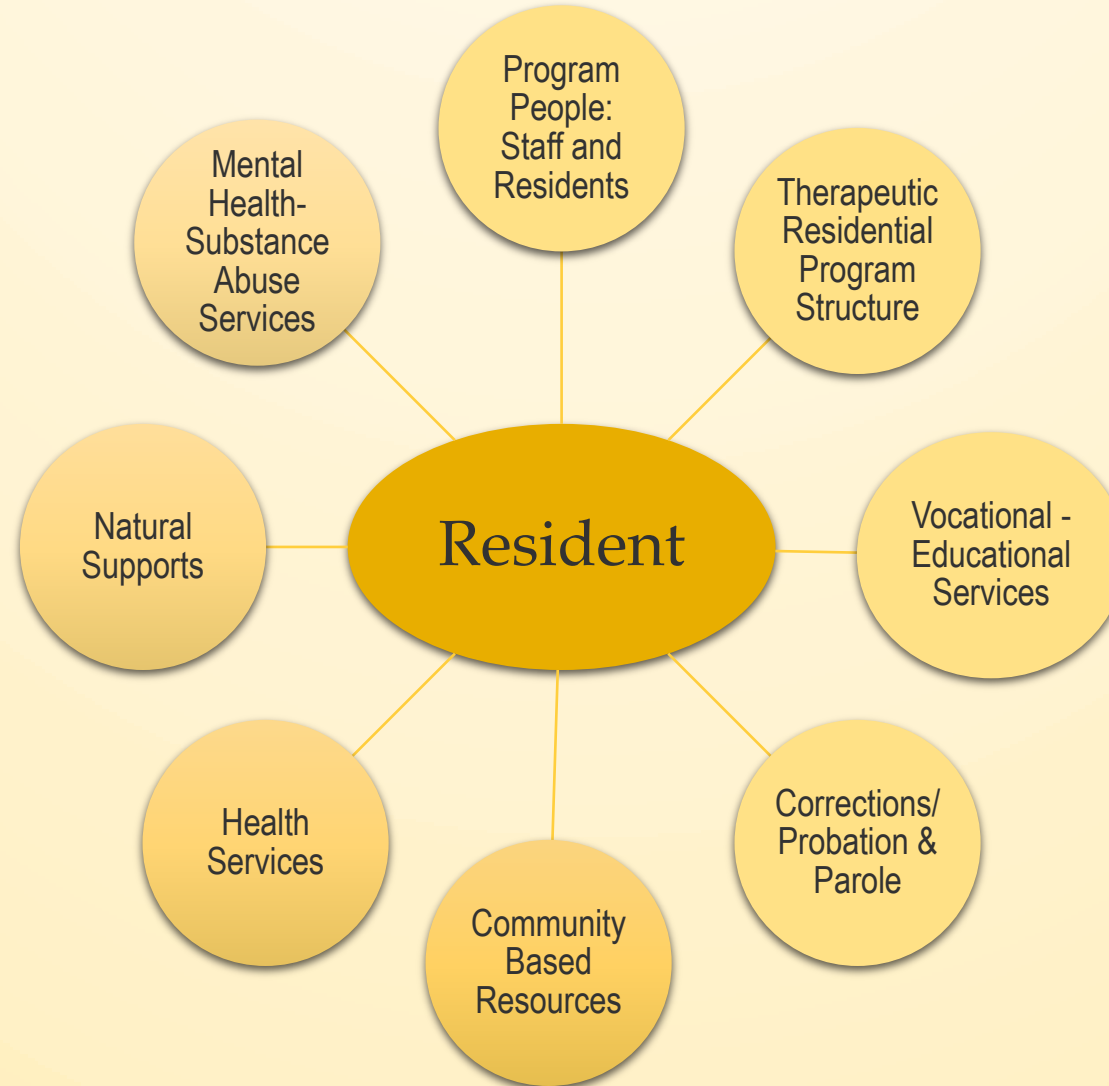 Program
People:
Staff and
Residents
Therapeutic
Residential
Program
Structure
Vocational -
Educational
Services
Corrections/
Probation &
Parole
Community
Based
Resources
Health
Services
Natural
Supports
Mental
Health-
Substance
Abuse
Services
Resident